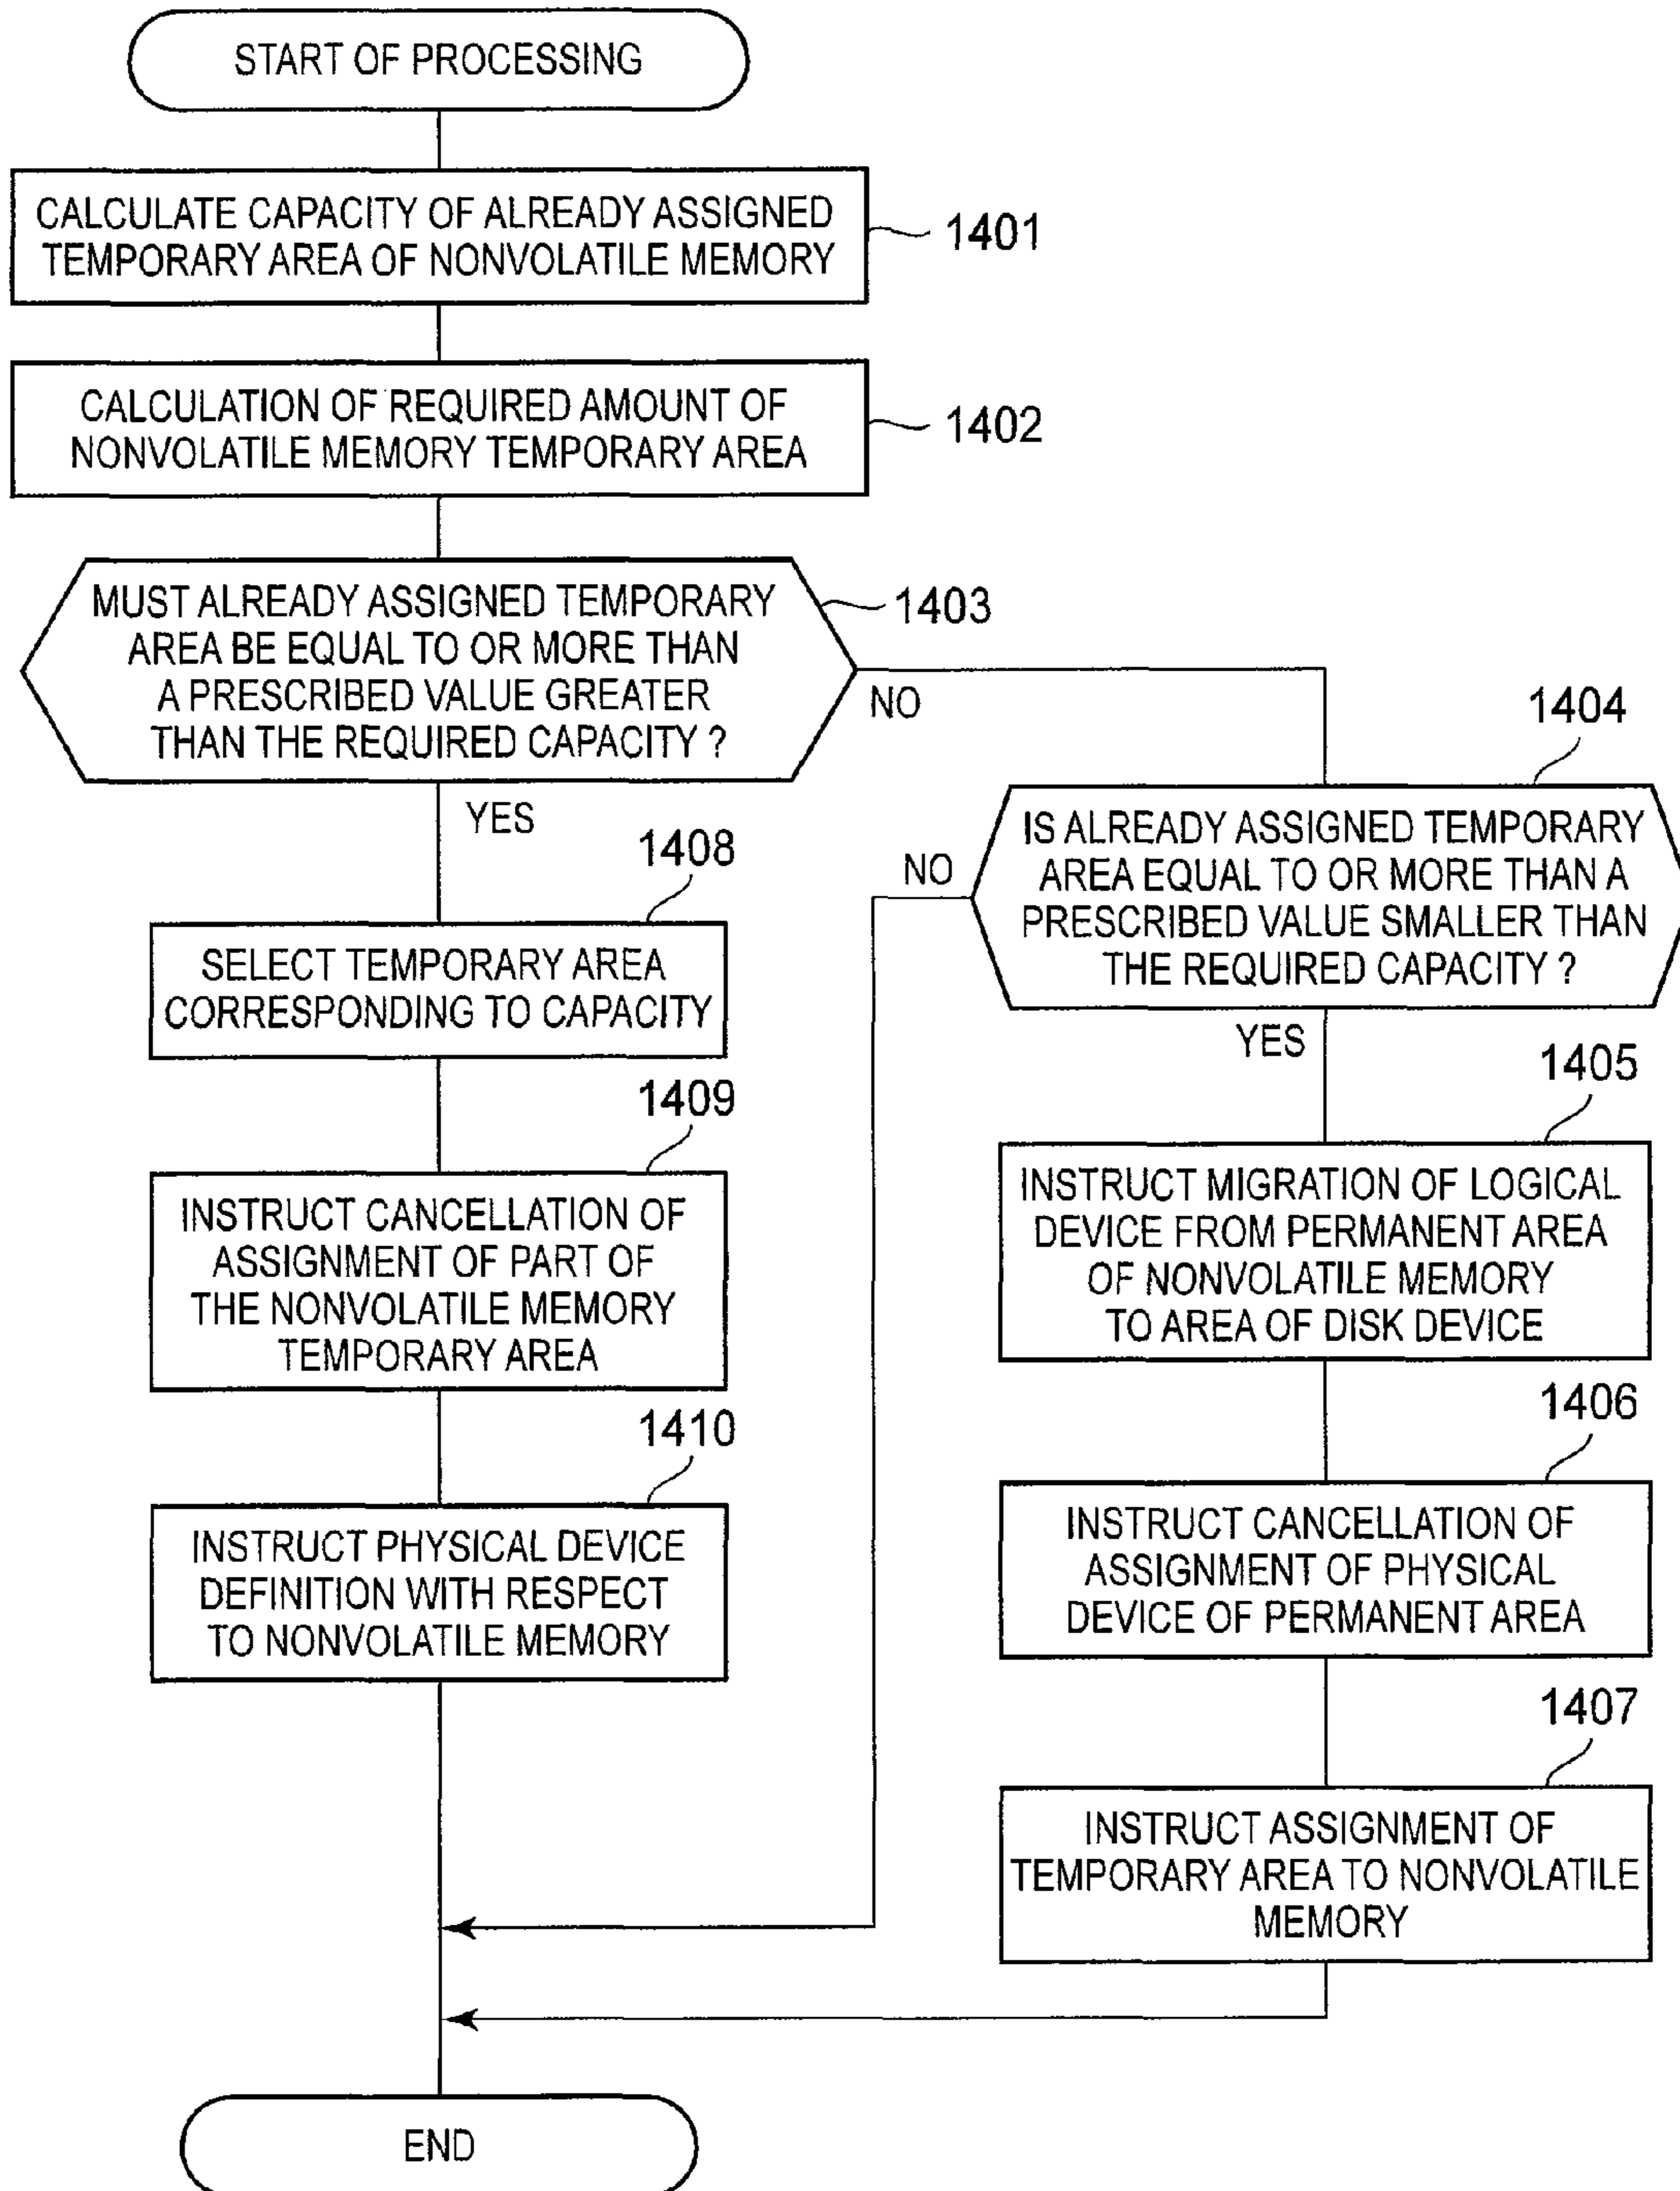 START OF PROCESSING
CALCULATE CAPACITY OF ALREADY ASSIGNED
TEMPORARY AREA OF NONVOLATILE MEMORY
1401
CALCULATION OF REQUIRED AMOUNT OF
NONVOLATILE MEMORY TEMPORARY AREA
1402
MUST ALREADY ASSIGNED TEMPORARY
AREA BE EQUAL TO OR MORE THAN
A PRESCRIBED VALUE GREATER
THAN THE REQUIRED CAPACITY ?
1403
NO
YES
1404
IS ALREADY ASSIGNED TEMPORARY
AREA EQUAL TO OR MORE THAN A
PRESCRIBED VALUE SMALLER THAN
THE REQUIRED CAPACITY ?
NO
YES
1408
SELECT TEMPORARY AREA
CORRESPONDING TO CAPACITY
1409
INSTRUCT CANCELLATION OF
ASSIGNMENT OF PART OF
THE NONVOLATILE MEMORY
TEMPORARY AREA
1410
INSTRUCT PHYSICAL DEVICE
DEFINITION WITH RESPECT
TO NONVOLATILE MEMORY
1405
INSTRUCT MIGRATION OF LOGICAL
DEVICE FROM PERMANENT AREA
OF NONVOLATILE MEMORY
TO AREA OF DISK DEVICE
1406
INSTRUCT CANCELLATION OF
ASSIGNMENT OF PHYSICAL
DEVICE OF PERMANENT AREA
1407
INSTRUCT ASSIGNMENT OF
TEMPORARY AREA TO NONVOLATILE
MEMORY
END